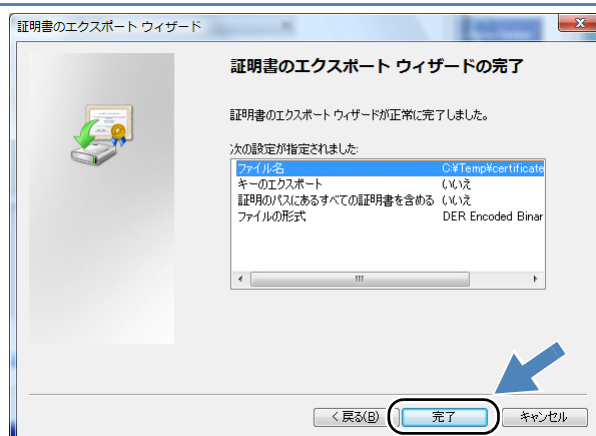 証明書のエクスポート ウィザード
証明書のエクスポート ウィザードの完了
証明書のエクスポート ウィザードが正常に完了しました。
次の設定が指定されました:
ファイル名 C:¥Temp¥certificate
キーのエクスポート いいえ
証明のパスにあるすべての証明書を含める いいえ
ファイルの形式 DER Encoded Binar
< 戻る(B) 完了 キャンセル